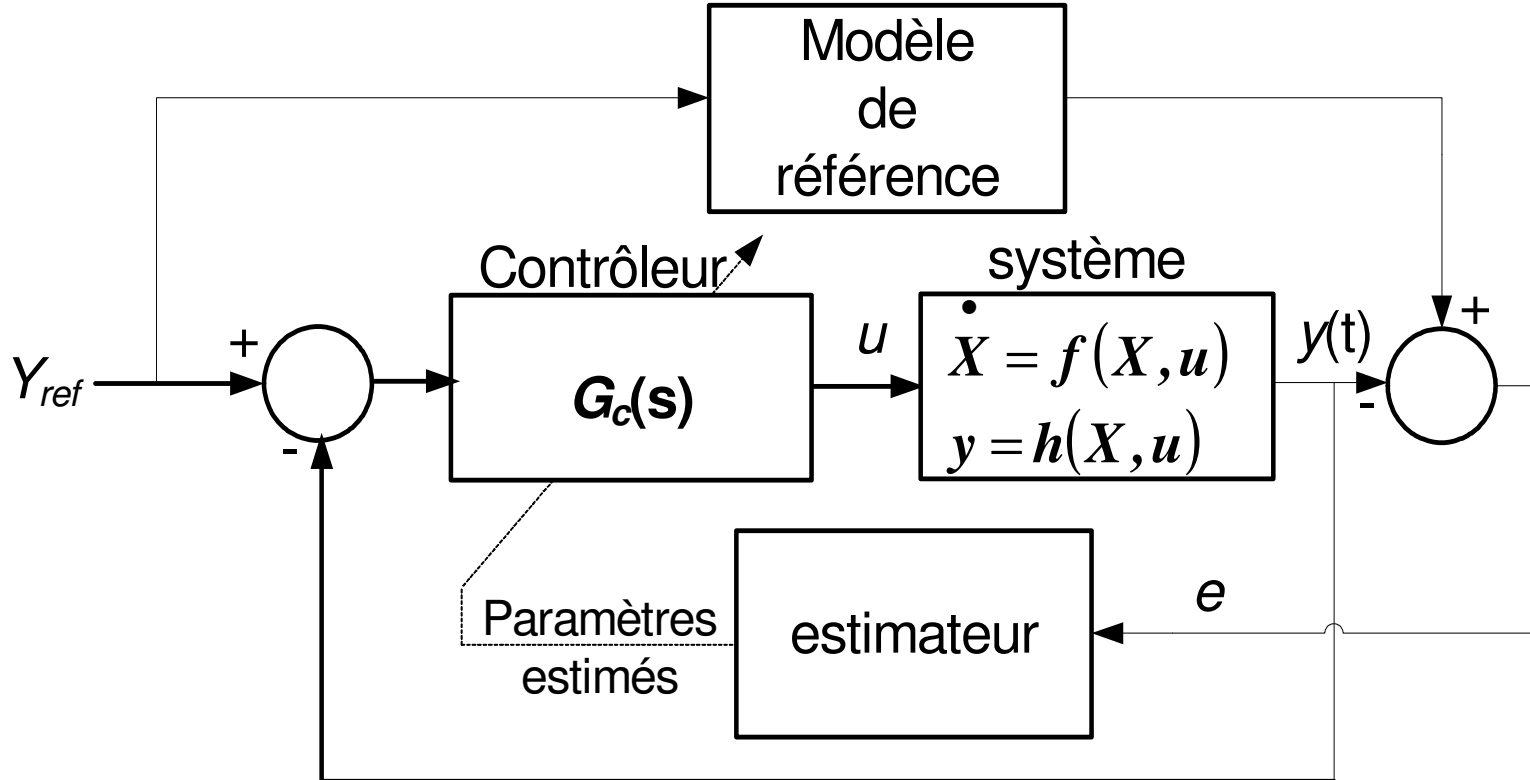 Modèle
de
référence
Contrôleur
système
Y_ref
+
-
G_c(s)
u
Ẋ = f(X,u)
y = h(X,u)
y(t)
+
-
Paramètres
estimés
estimateur
e